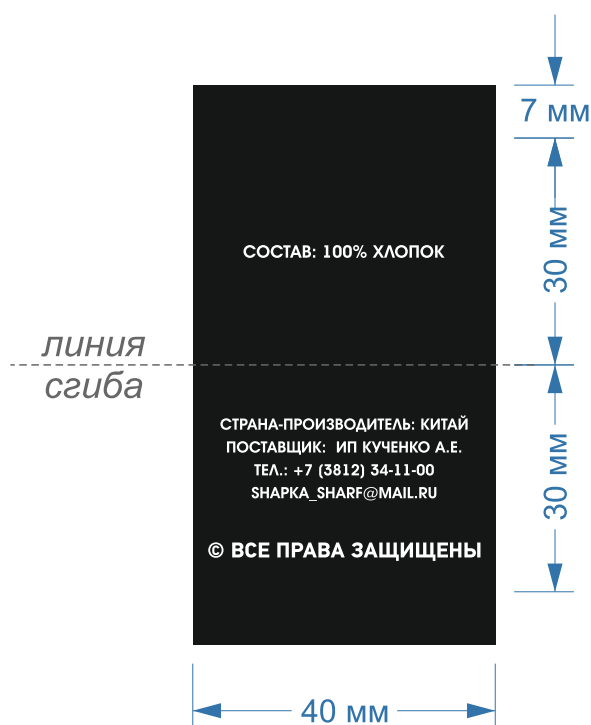 7 мм
СОСТАВ: 100% ХЛОПОК
30 мм
линия
сгиба
СТРАНА-ПРОИЗВОДИТЕЛЬ: КИТАЙ
ПОСТАВЩИК: ИП КУЧЕНКО А.Е.
ТЕЛ.: +7 (3812) 34-11-00
SHAPKA_SHARF@MAIL.RU
30 мм
© ВСЕ ПРАВА ЗАЩИЩЕНЫ
40 мм